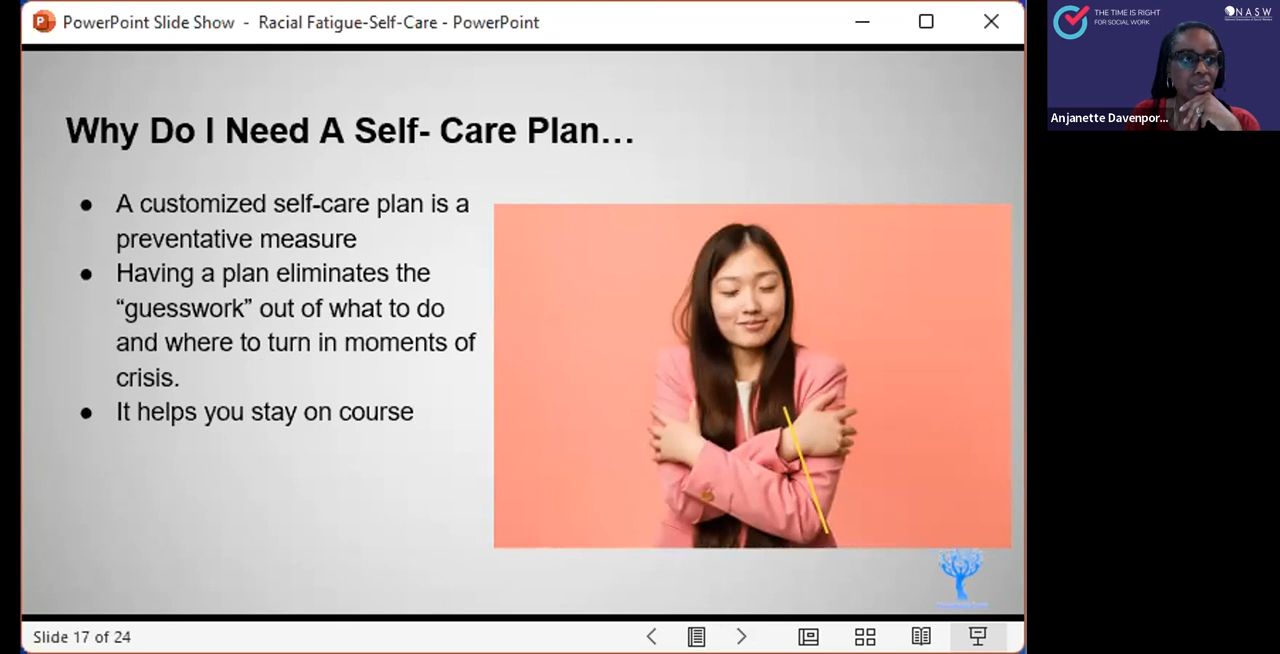 PowerPoint Slide Show - Racial Fatigue-Self-Care - PowerPoint
THE TIME IS RIGHT
FOR SOCIAL WORK
NASW
Anjanette Davenpor...
Why Do I Need A Self- Care Plan…
● A customized self-care plan is a
preventative measure
● Having a plan eliminates the
“guesswork” out of what to do
and where to turn in moments of
crisis.
● It helps you stay on course
Slide 17 of 24